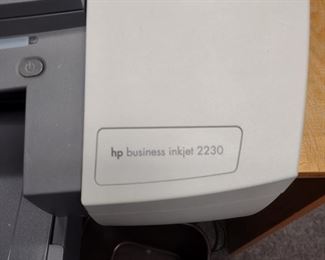 hp business inkjet 2230